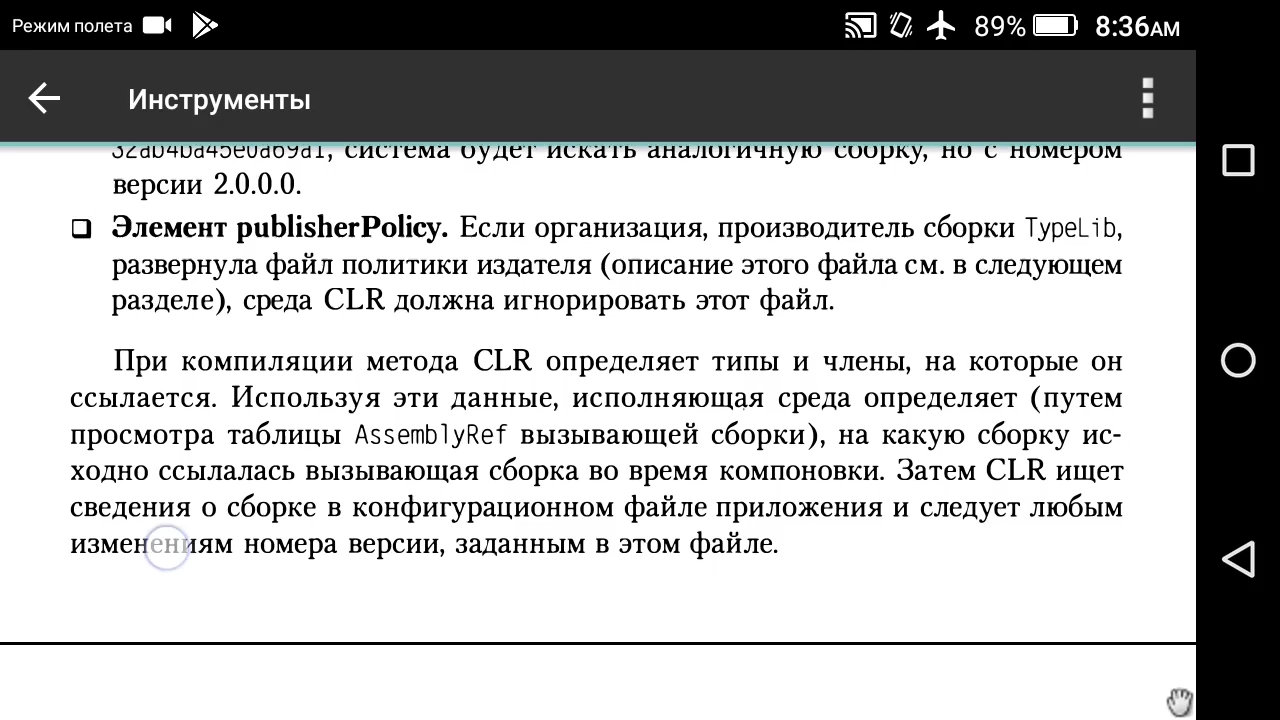 Режим полета
89%
8:36AM
Инструменты
32ab4ba45e0a69a1, система будет искать аналогичную сборку, но с номером
версии 2.0.0.0.
❑ Элемент publisherPolicy. Если организация, производитель сборки TypeLib,
развернула файл политики издателя (описание этого файла см. в следующем
разделе), среда CLR должна игнорировать этот файл.
При компиляции метода CLR определяет типы и члены, на которые он
ссылается. Используя эти данные, исполняющая среда определяет (путем
просмотра таблицы AssemblyRef вызывающей сборки), на какую сборку ис-
ходно ссылалась вызывающая сборка во время компоновки. Затем CLR ищет
сведения о сборке в конфигурационном файле приложения и следует любым
изменениям номера версии, заданным в этом файле.